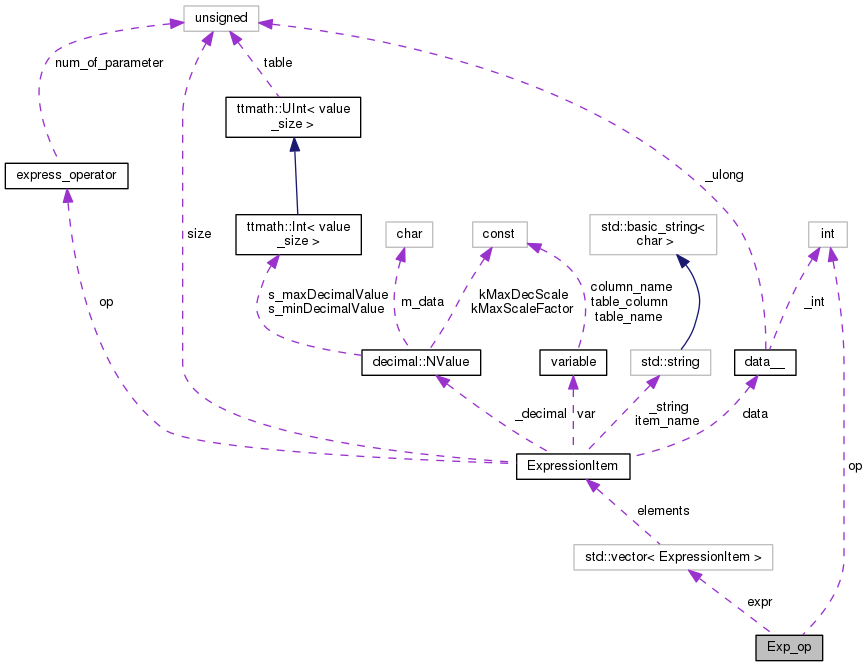 unsigned
num_of_parameter
table
ttmath::UInt< value
_size >
express_operator
_ulong
ttmath::Int< value
_size >
char
const
std::basic_string<
char >
int
size
op
s_maxDecimalValue
s_minDecimalValue
m_data
kMaxDecScale
kMaxScaleFactor
column_name
table_column
table_name
_int
decimal::NValue
variable
std::string
data__
_decimal
var
_string
item_name
data
op
ExpressionItem
elements
std::vector< ExpressionItem >
expr
Exp_op